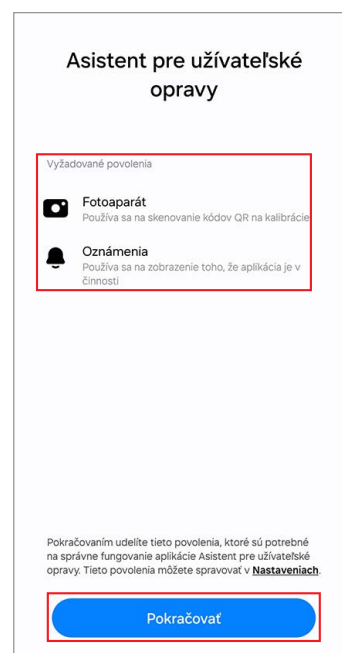 Asistent pre užívateľské
opravy
Vyžadované povolenia
Fotoaparát
Používa sa na skenovanie kódov QR na kalibrácie
Oznámenia
Používa sa na zobrazenie toho, že aplikácia je v
činnosti
Pokračovaním udelíte tieto povolenia, ktoré sú potrebné
na správne fungovanie aplikácie Asistent pre užívateľské
opravy. Tieto povolenia môžete spravovať v Nastaveniach.
Pokračovať